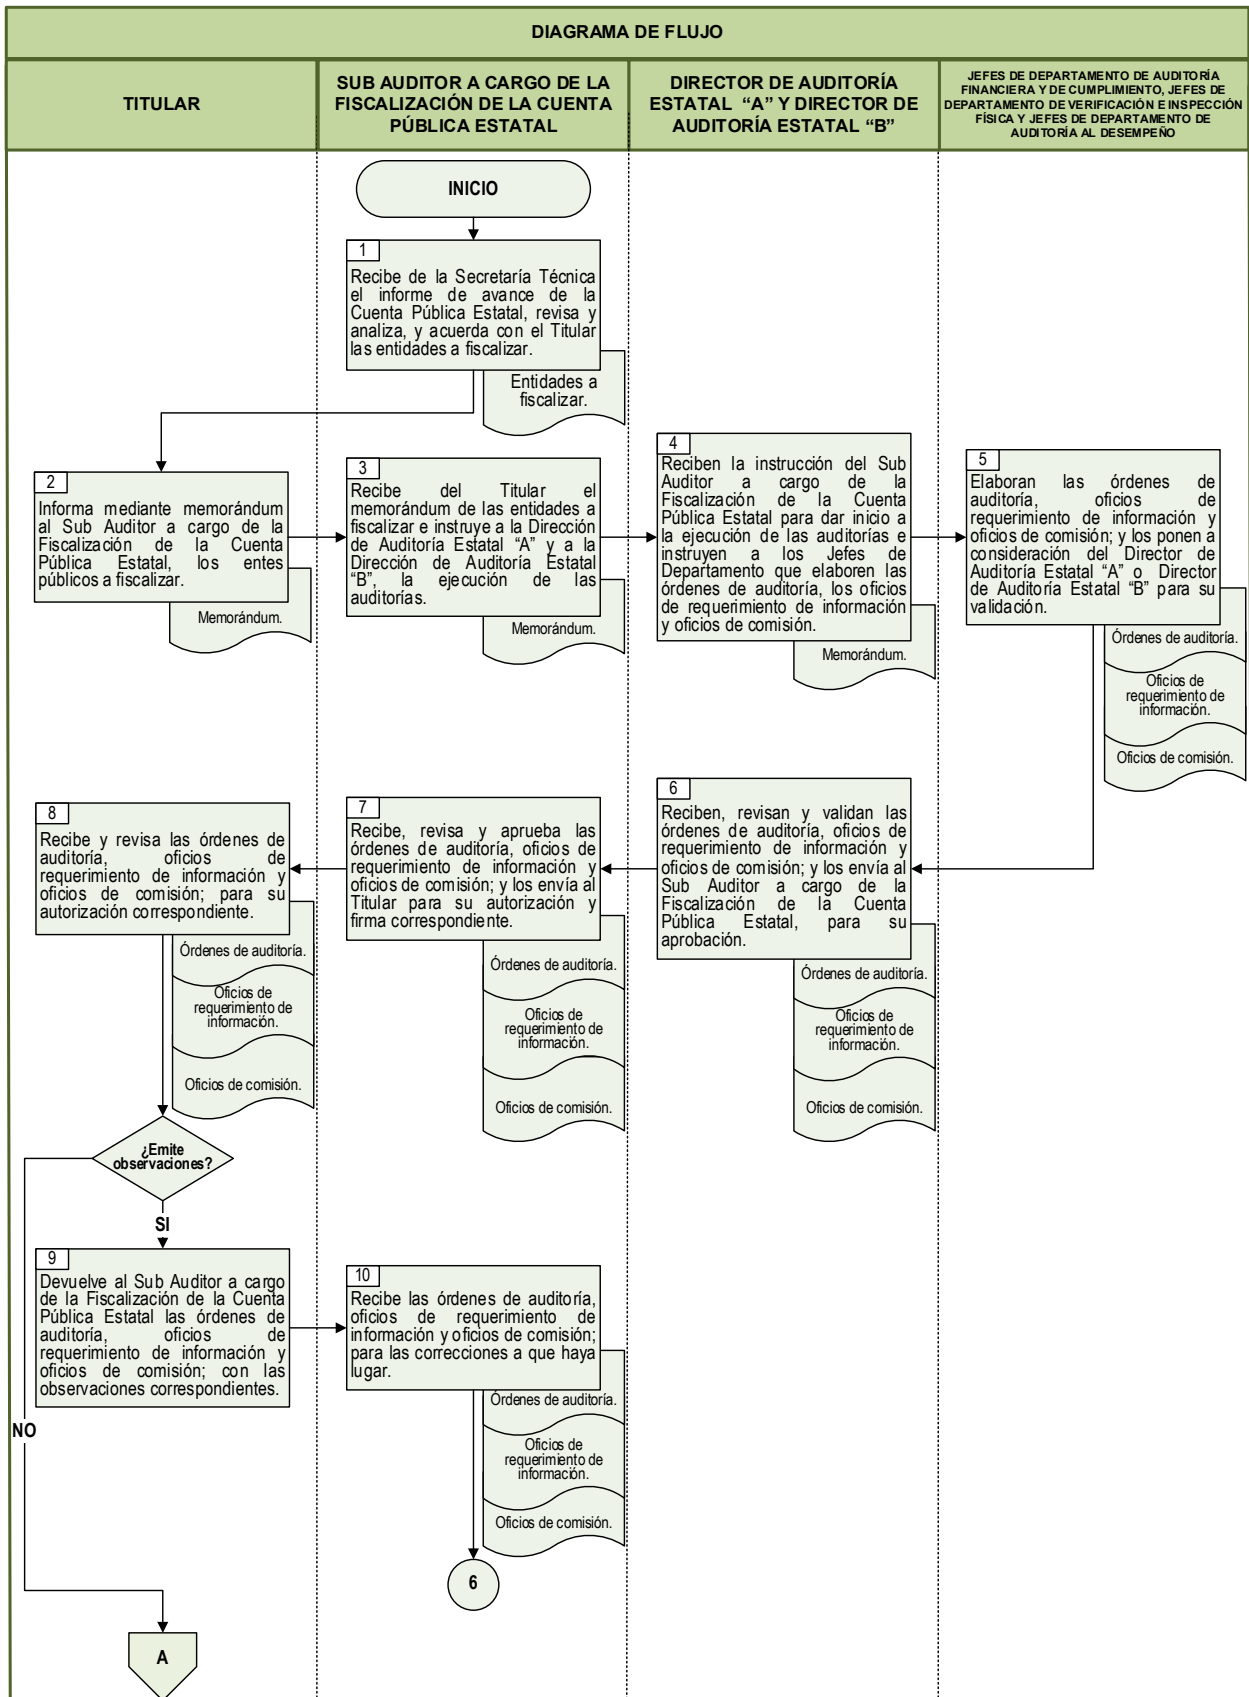 DIAGRAMA DE FLUJO
TITULAR
SUB AUDITOR A CARGO DE LA
FISCALIZACIÓN DE LA CUENTA
PÚBLICA ESTATAL
DIRECTOR DE AUDITORÍA
ESTATAL “A” Y DIRECTOR DE
AUDITORÍA ESTATAL “B”
JEFES DE DEPARTAMENTO DE AUDITORÍA
FINANCIERA Y DE CUMPLIMIENTO, JEFES DE
DEPARTAMENTO DE VERIFICACIÓN E INSPECCIÓN
FÍSICA Y JEFES DE DEPARTAMENTO DE
AUDITORÍA AL DESEMPEÑO
INICIO
1
Recibe de la Secretaría Técnica
el informe de avance de la
Cuenta Pública Estatal, revisa y
analiza, y acuerda con el Titular
las entidades a fiscalizar.
Entidades a
fiscalizar.
2
Informa mediante memorándum
al Sub Auditor a cargo de la
Fiscalización de la Cuenta
Pública Estatal, los entes
públicos a fiscalizar.
Memorándum.
3
Recibe del Titular el
memorándum de las entidades a
fiscalizar e instruye a la Dirección
de Auditoría Estatal “A” y a la
Dirección de Auditoría Estatal
“B”, la ejecución de las
auditorías.
Memorándum.
4
Reciben la instrucción del Sub
Auditor a cargo de la
Fiscalización de la Cuenta
Pública Estatal para dar inicio a
la ejecución de las auditorías e
instruyen a los Jefes de
Departamento que elaboren las
órdenes de auditoría, los oficios
de requerimiento de información
y oficios de comisión.
Memorándum.
5
Elaboran las órdenes de
auditoría, oficios de
requerimiento de información y
oficios de comisión; y los ponen a
consideración del Director de
Auditoría Estatal “A” o Director
de Auditoría Estatal “B” para su
validación.
Órdenes de auditoría.
Oficios de
requerimiento de
información.
Oficios de comisión.
6
Reciben, revisan y validan las
órdenes de auditoría, oficios de
requerimiento de información y
oficios de comisión; y los envía al
Sub Auditor a cargo de la
Fiscalización de la Cuenta
Pública Estatal, para su
aprobación.
Órdenes de auditoría.
Oficios de
requerimiento de
información.
Oficios de comisión.
7
Recibe, revisa y aprueba las
órdenes de auditoría, oficios de
requerimiento de información y
oficios de comisión; y los envía al
Titular para su autorización y
firma correspondiente.
Órdenes de auditoría.
Oficios de
requerimiento de
información.
Oficios de comisión.
8
Recibe y revisa las órdenes de
auditoría, oficios de
requerimiento de información y
oficios de comisión; para su
autorización correspondiente.
Órdenes de auditoría.
Oficios de
requerimiento de
información.
Oficios de comisión.
¿Emite
observaciones?
SI
9
Devuelve al Sub Auditor a cargo
de la Fiscalización de la Cuenta
Pública Estatal las órdenes de
auditoría, oficios de
requerimiento de información y
oficios de comisión; con las
observaciones correspondientes.
10
Recibe las órdenes de auditoría,
oficios de requerimiento de
información y oficios de comisión;
para las correcciones a que haya
lugar.
Órdenes de auditoría.
Oficios de
requerimiento de
información.
Oficios de comisión.
NO
6
A